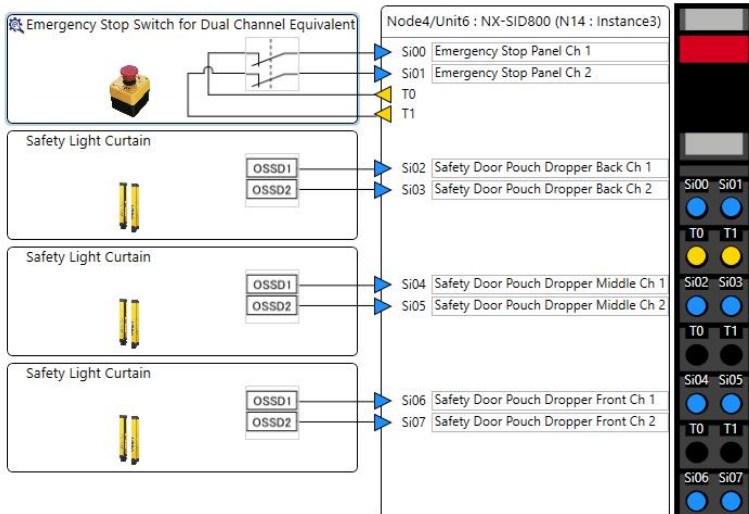 Emergency Stop Switch for Dual Channel Equivalent
Node4/Unit6 : NX-SID800 (N14 : Instance3)
Si00 Emergency Stop Panel Ch 1
Si01 Emergency Stop Panel Ch 2
T0
T1
Safety Light Curtain
OSSD1 Si02 Safety Door Pouch Dropper Back Ch 1
OSSD2 Si03 Safety Door Pouch Dropper Back Ch 2
Safety Light Curtain
OSSD1 Si04 Safety Door Pouch Dropper Middle Ch 1
OSSD2 Si05 Safety Door Pouch Dropper Middle Ch 2
Safety Light Curtain
OSSD1 Si06 Safety Door Pouch Dropper Front Ch 1
OSSD2 Si07 Safety Door Pouch Dropper Front Ch 2
Si00 Si01
T0 T1
Si02 Si03
T0 T1
Si04 Si05
T0 T1
Si06 Si07